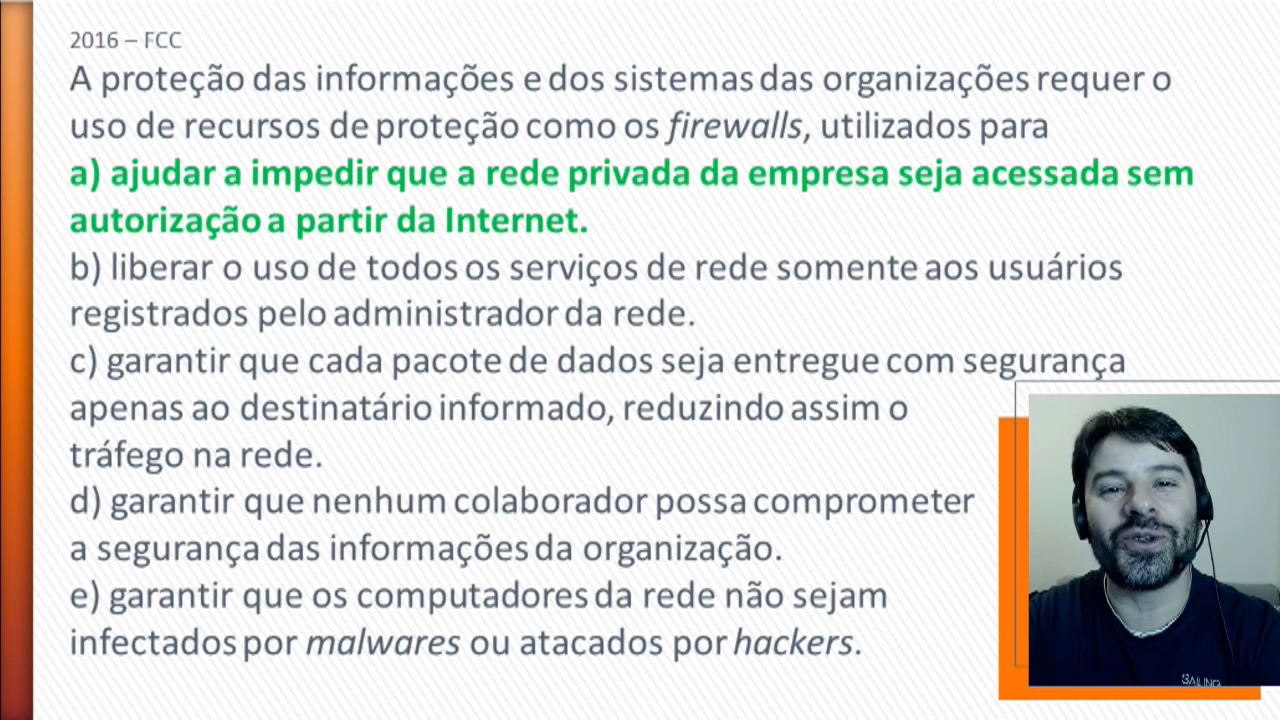 2016 – FCC
A proteção das informações e dos sistemas das organizações requer o
uso de recursos de proteção como os firewalls, utilizados para
a) ajudar a impedir que a rede privada da empresa seja acessada sem
autorização a partir da Internet.
b) liberar o uso de todos os serviços de rede somente aos usuários
registrados pelo administrador da rede.
c) garantir que cada pacote de dados seja entregue com segurança
apenas ao destinatário informado, reduzindo assim o
tráfego na rede.
d) garantir que nenhum colaborador possa comprometer
a segurança das informações da organização.
e) garantir que os computadores da rede não sejam
infectados por malwares ou atacados por hackers.